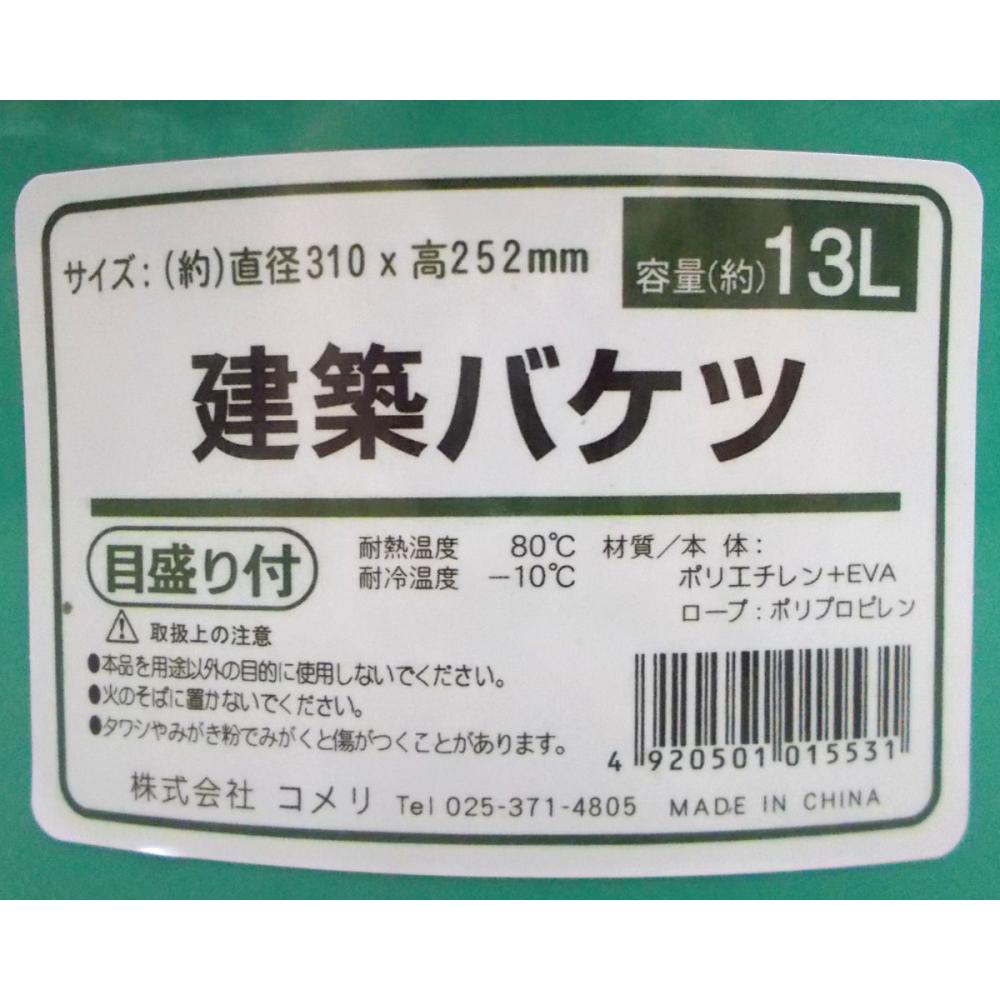 サイズ: (約)直径310 x 高252mm
容量(約)13L
建築バケツ
目盛り付
耐熱温度 80℃
耐冷温度 −10℃
材質/本 体:
ポリエチレン+EVA
ロープ:ポリプロピレン
取扱上の注意
●本品を用途以外の目的に使用しないでください。
●火のそばに置かないでください。
●タワシやみがき粉でみがくと傷がつくことがあります。
4 920501 015531
株式会社 コメリ Tel 025-371-4805 MADE IN CHINA